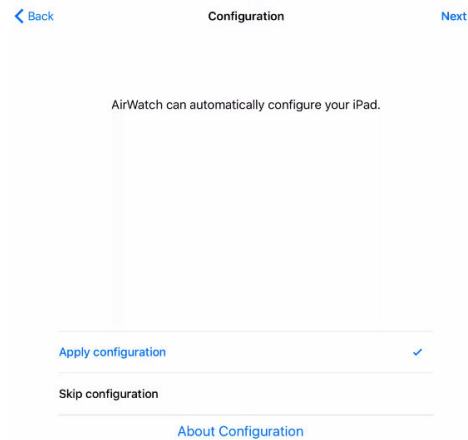 Back Configuration Next
AirWatch can automatically configure your iPad.
Apply configuration
Skip configuration
About Configuration